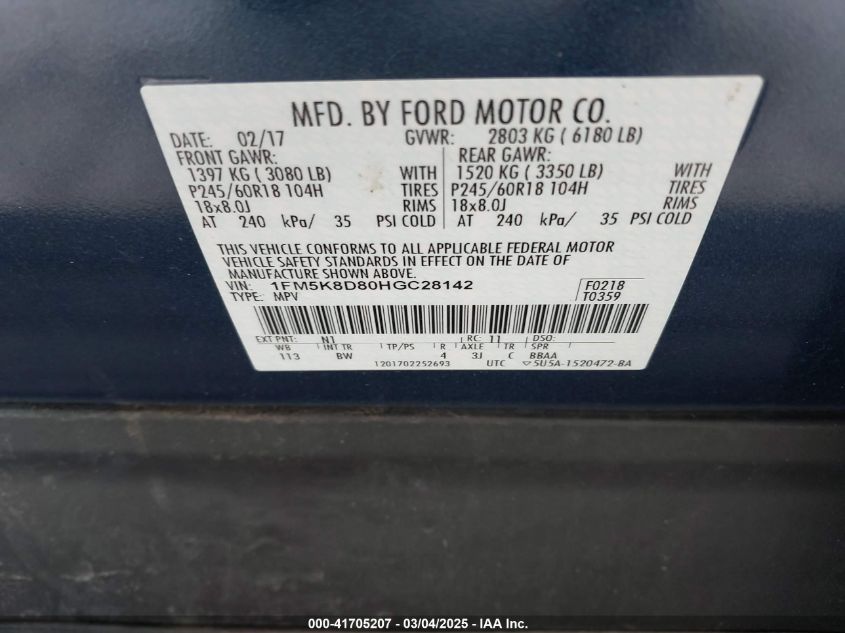 MFD. BY FORD MOTOR CO.
DATE: 02/17 GVWR: 2803 KG ( 6180 LB)
FRONT GAWR: REAR GAWR:
1397 KG ( 3080 LB) WITH 1520 KG ( 3350 LB) WITH
P245/60R18 104H TIRES P245/60R18 104H TIRES
18x8.0J RIMS 18x8.0J RIMS
AT 240 kPa/ 35 PSI COLD AT 240 kPa/ 35 PSI COLD
THIS VEHICLE CONFORMS TO ALL APPLICABLE FEDERAL MOTOR
VEHICLE SAFETY STANDARDS IN EFFECT ON THE DATE OF
MANUFACTURE SHOWN ABOVE.
VIN: 1FM5K8D80HGC28142 F0218
TYPE: MPV T0359
EXT PNT: N1 RC: 11 DSO:
WB INT TR TP/PS R AXLE TR SPR
113 BW 4 3J C BBAA
1201702252693 UTC ▽5U5A-1520472-BA
000-41705207 - 03/04/2025 - IAA Inc.